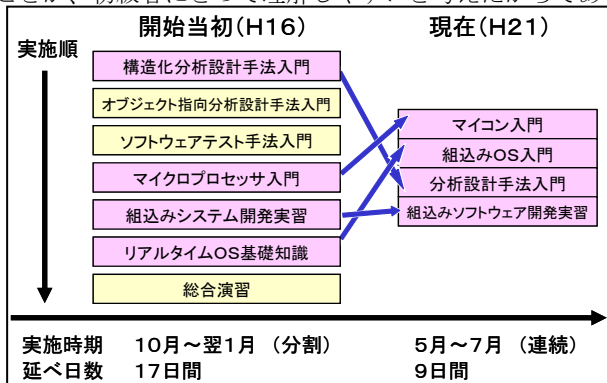 開始当初(H16)
現在(H21)
実施順
構造化分析設計手法入門
オブジェクト指向分析設計手法入門
ソフトウェアテスト手法入門
マイクロプロセッサ入門
組込みシステム開発実習
リアルタイムOS基礎知識
総合演習
マイコン入門
組込みOS入門
分析設計手法入門
組込みソフトウェア開発実習
実施時期 10月~翌1月 (分割) 5月~7月 (連続)
延べ日数 17日間 9日間